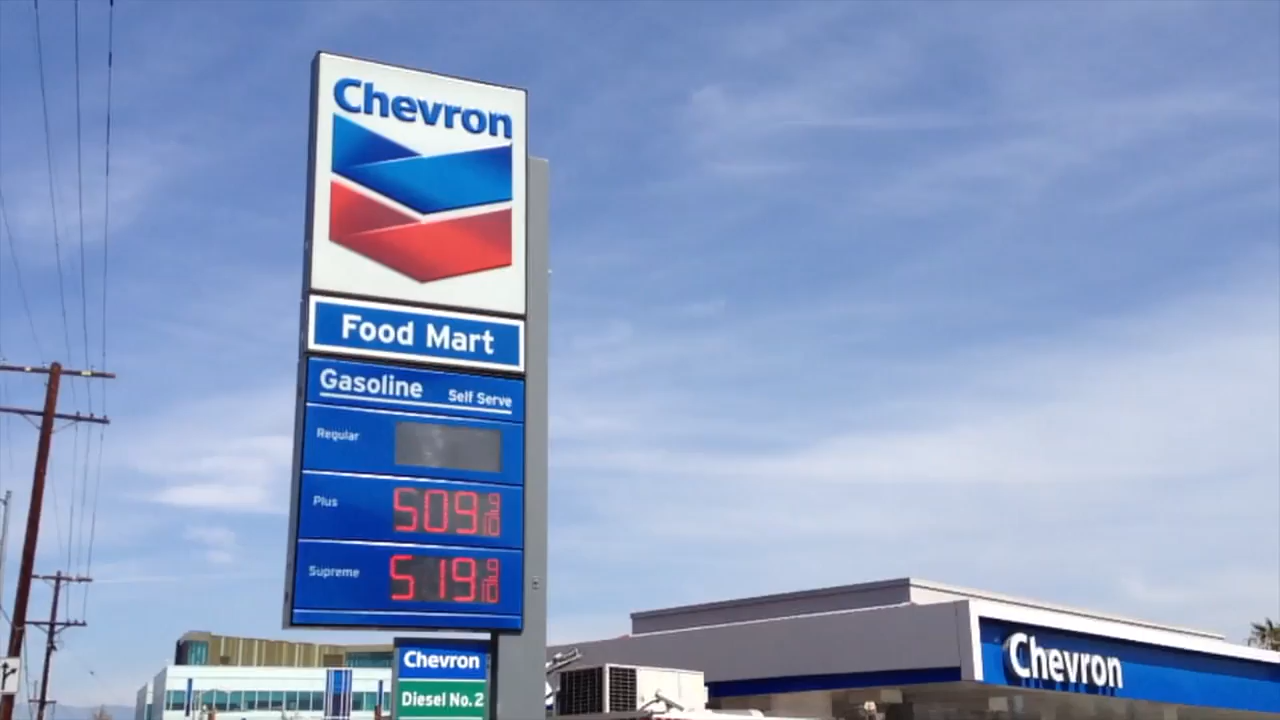 Chevron
Food Mart
Gasoline Self Serve
Regular
Plus 509 9/10
Supreme 519 9/10
Chevron
Diesel No. 2
Chevron